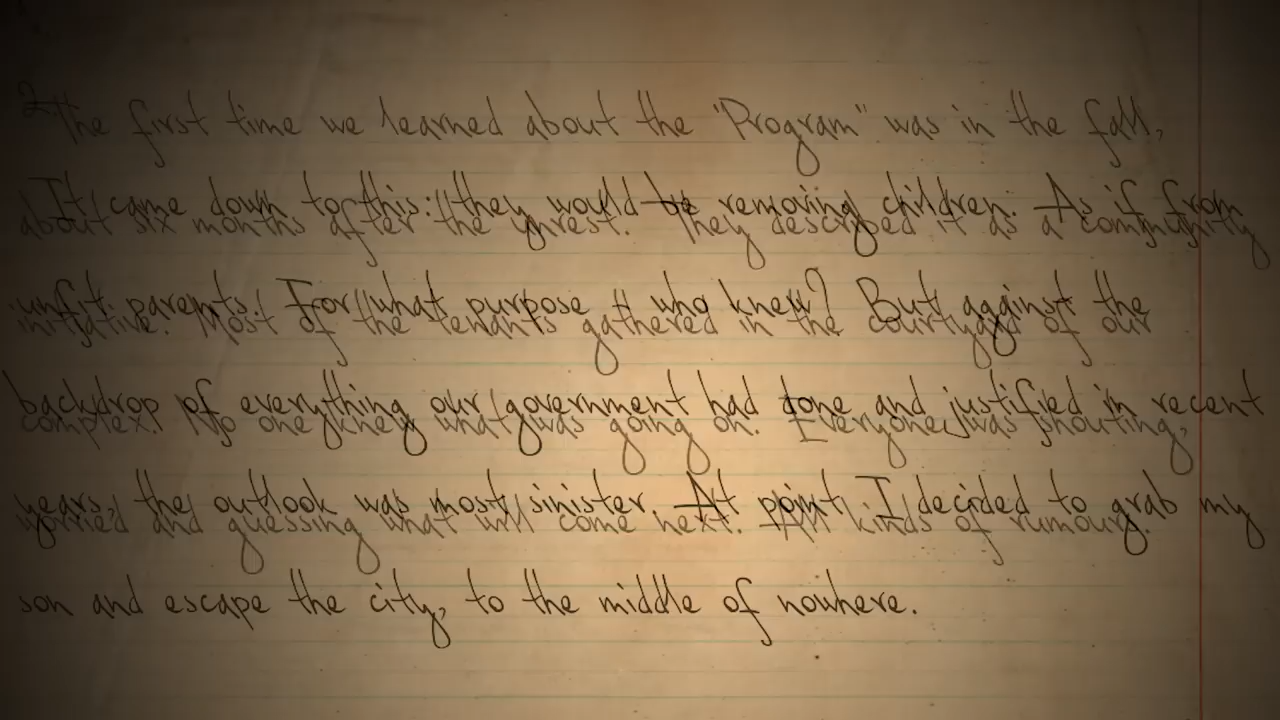 The first time we learned about the "Program" was in the fall,
It came down to this: they would be removing children. As if from
about six months after the unrest. They described it as a community
unfit parents. For what purpose - who knew? But against the
initiative. Most of the tenants gathered in the courtyard of our
backdrop of everything our government had done and justified in recent
complex. No one knew what was going on. Everyone was shouting,
years, the outlook was most sinister. At point I decided to grab my
worried and guessing what will come next. All kinds of rumours.
son and escape the city, to the middle of nowhere.